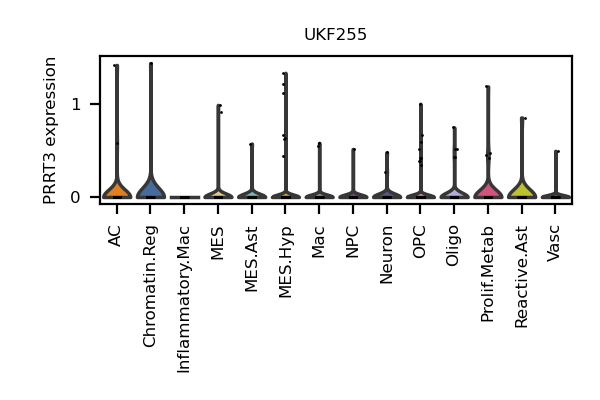 UKF255
PRRT3 expression
1
0
AC
Chromatin.Reg
Inflammatory.Mac
MES
MES.Ast
MES.Hyp
Mac
NPC
Neuron
OPC
Oligo
Prolif.Metab
Reactive.Ast
Vasc